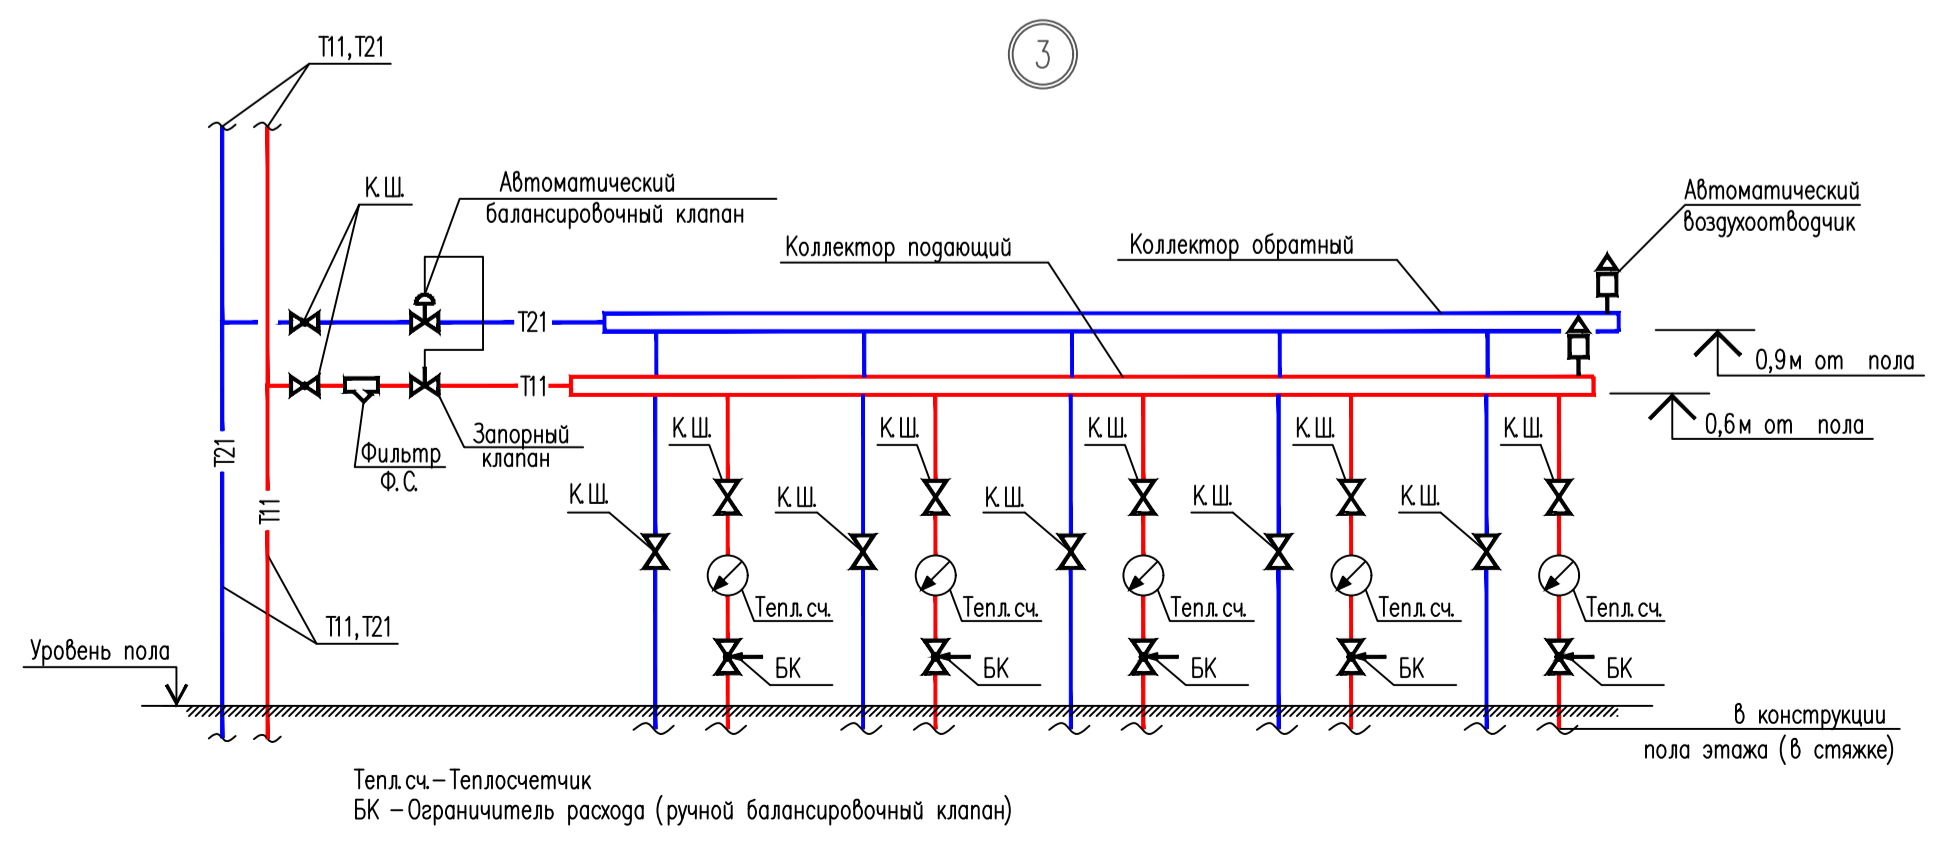 3
Т11,Т21
К.Ш.
Автоматический
балансировочный клапан
Коллектор подающий
Коллектор обратный
Автоматический
воздухоотводчик
Т21
Т11
0,9м от пола
0,6м от пола
Запорный
клапан
Фильтр
Ф.С.
Т21
Т11
К.Ш.
К.Ш.
К.Ш.
К.Ш.
К.Ш.
К.Ш.
К.Ш.
К.Ш.
К.Ш.
К.Ш.
Тепл.сч.
Тепл.сч.
Тепл.сч.
Тепл.сч.
Тепл.сч.
Т11,Т21
Уровень пола
БК
БК
БК
БК
БК
в конструкции
пола этажа (в стяжке)
Тепл.сч.–Теплосчетчик
БК –Ограничитель расхода (ручной балансировочный клапан)